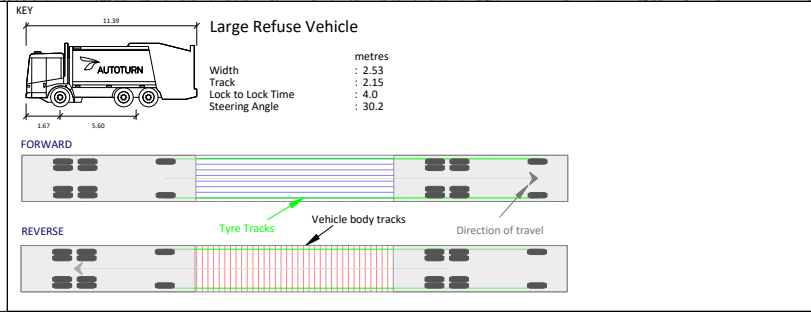 KEY
11.39
Large Refuse Vehicle
AUTOTURN
metres
Width : 2.53
Track : 2.15
Lock to Lock Time : 4.0
Steering Angle : 30.2
1.67 5.60
FORWARD
Tyre Tracks
Vehicle body tracks
Direction of travel
REVERSE